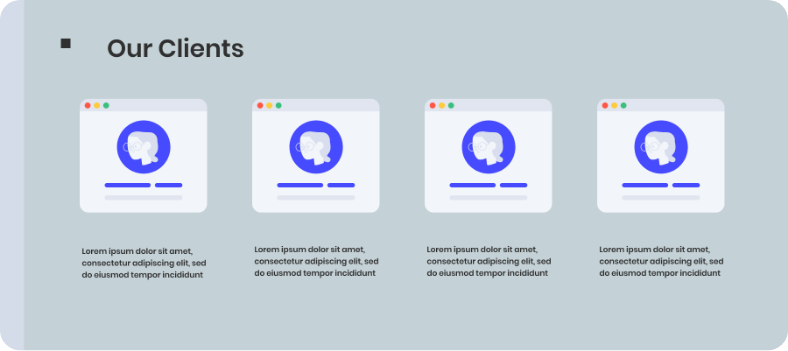 Our Clients
Lorem ipsum dolor sit amet,
consectetur adipiscing elit, sed
do eiusmod tempor incididunt
Lorem ipsum dolor sit amet,
consectetur adipiscing elit, sed
do eiusmod tempor incididunt
Lorem ipsum dolor sit amet,
consectetur adipiscing elit, sed
do eiusmod tempor incididunt
Lorem ipsum dolor sit amet,
consectetur adipiscing elit, sed
do eiusmod tempor incididunt